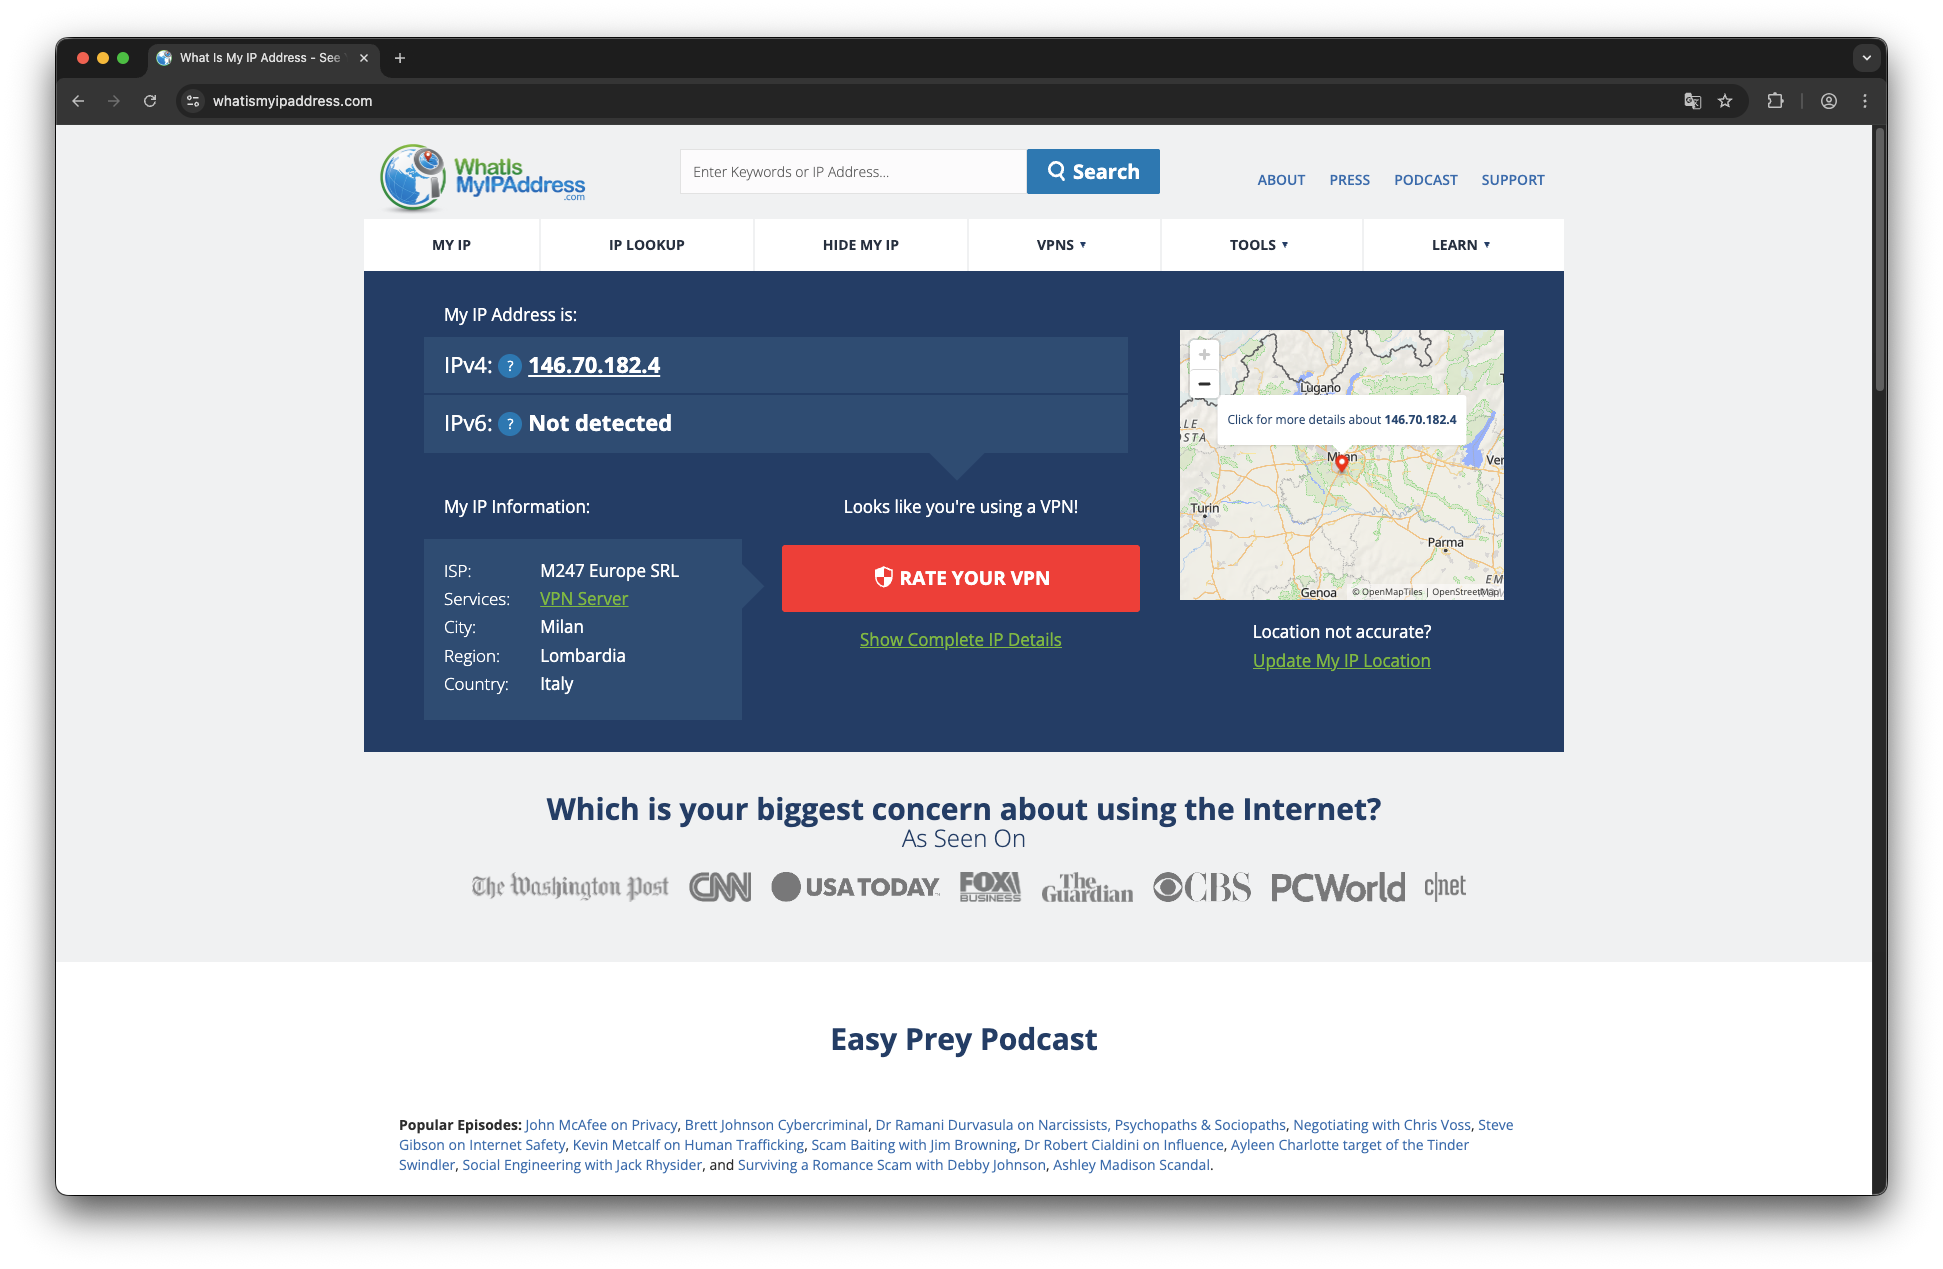 What Is My IP Address - See
whatismyipaddress.com
WhatIs
MyIPAddress
.com
Enter Keywords or IP Address...
Search
ABOUT PRESS PODCAST SUPPORT
MY IP IP LOOKUP HIDE MY IP VPNS ▼ TOOLS ▼ LEARN ▼
My IP Address is:
IPv4: ? 146.70.182.4
IPv6: ? Not detected
My IP Information:
ISP: M247 Europe SRL
Services: VPN Server
City: Milan
Region: Lombardia
Country: Italy
Looks like you're using a VPN!
RATE YOUR VPN
Show Complete IP Details
+
−
Lugano
Click for more details about 146.70.182.4
LLE
OSTA
Milan
Ver
Turin
Parma
EM
Genoa
© OpenMapTiles | OpenStreetMap
Location not accurate?
Update My IP Location
Which is your biggest concern about using the Internet?
As Seen On
The Washington Post CNN USA TODAY FOX BUSINESS The Guardian CBS PCWorld c|net
Easy Prey Podcast
Popular Episodes: John McAfee on Privacy, Brett Johnson Cybercriminal, Dr Ramani Durvasula on Narcissists, Psychopaths & Sociopaths, Negotiating with Chris Voss, Steve
Gibson on Internet Safety, Kevin Metcalf on Human Trafficking, Scam Baiting with Jim Browning, Dr Robert Cialdini on Influence, Ayleen Charlotte target of the Tinder
Swindler, Social Engineering with Jack Rhysider, and Surviving a Romance Scam with Debby Johnson, Ashley Madison Scandal.